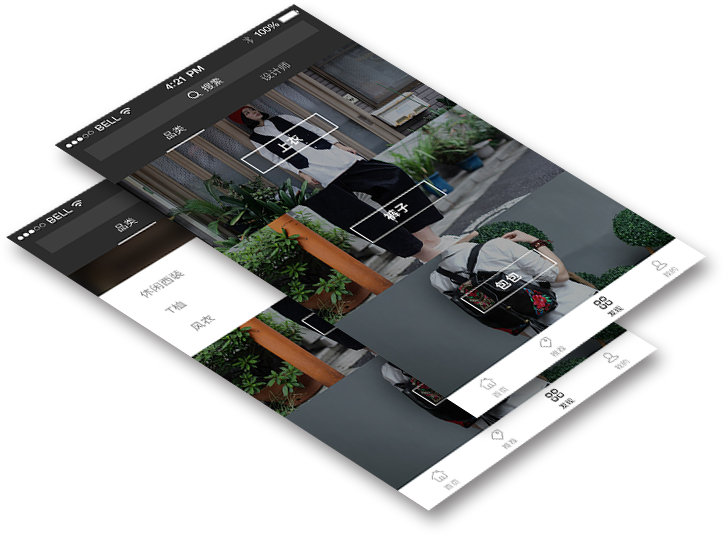 BELL
4:21 PM
100%
搜索
品类
设计师
上衣
裤子
包包
首页
推荐
发现
我的
BELL
品类
休闲西装
T恤
风衣
首页
推荐
发现
我的